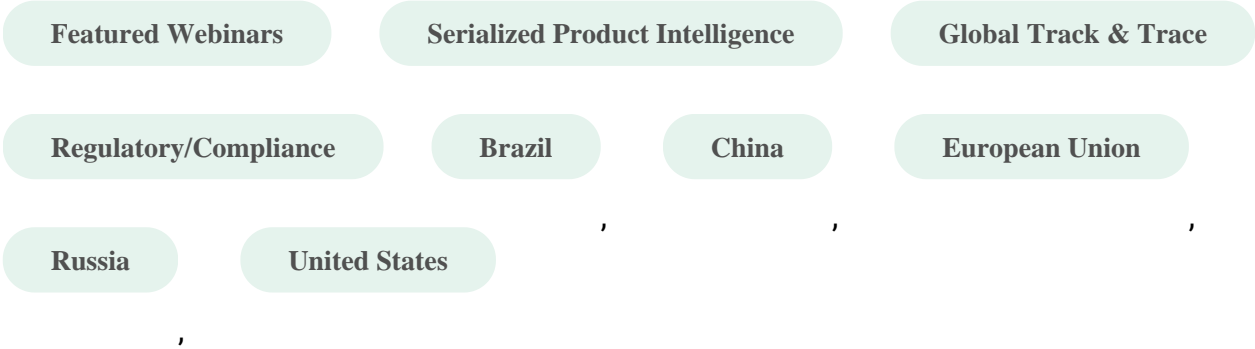 Featured Webinars Serialized Product Intelligence Global Track & Trace
Regulatory/Compliance Brazil China European Union
, , ,
Russia United States
,